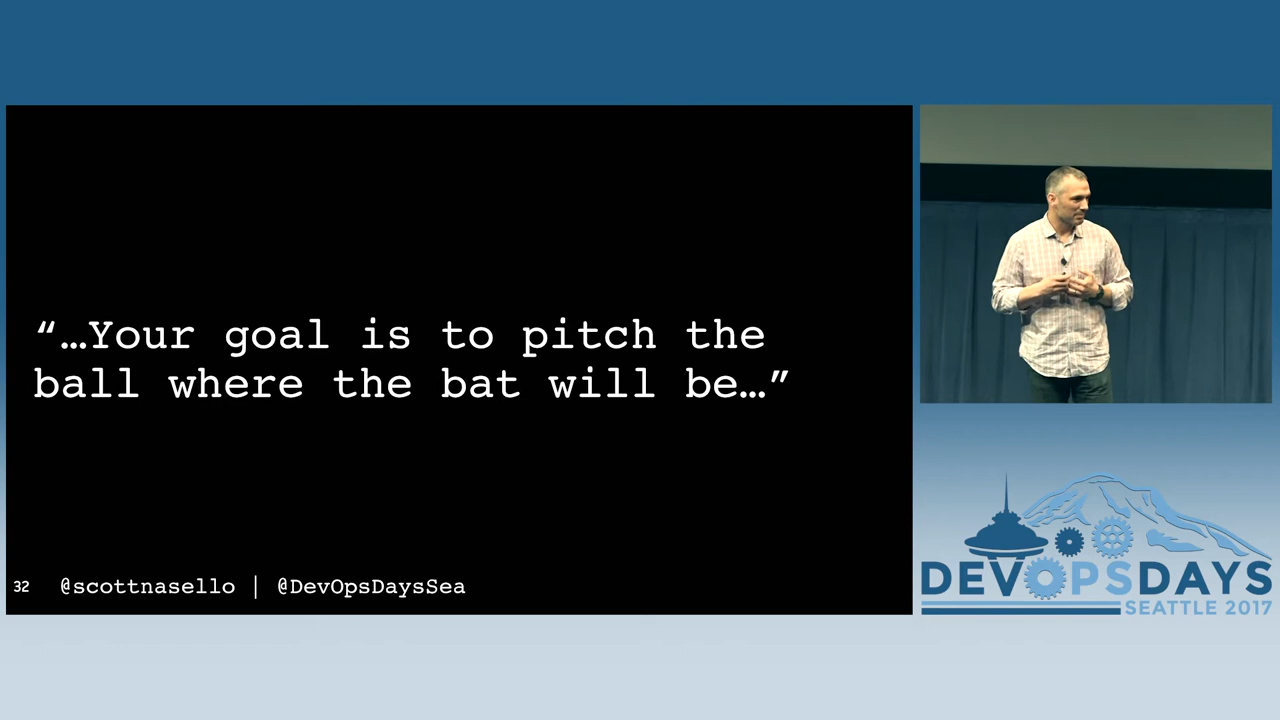 “…Your goal is to pitch the
ball where the bat will be…”
32 @scottnasello | @DevOpsDaysSea
DEVOPSDAYS
SEATTLE 2017